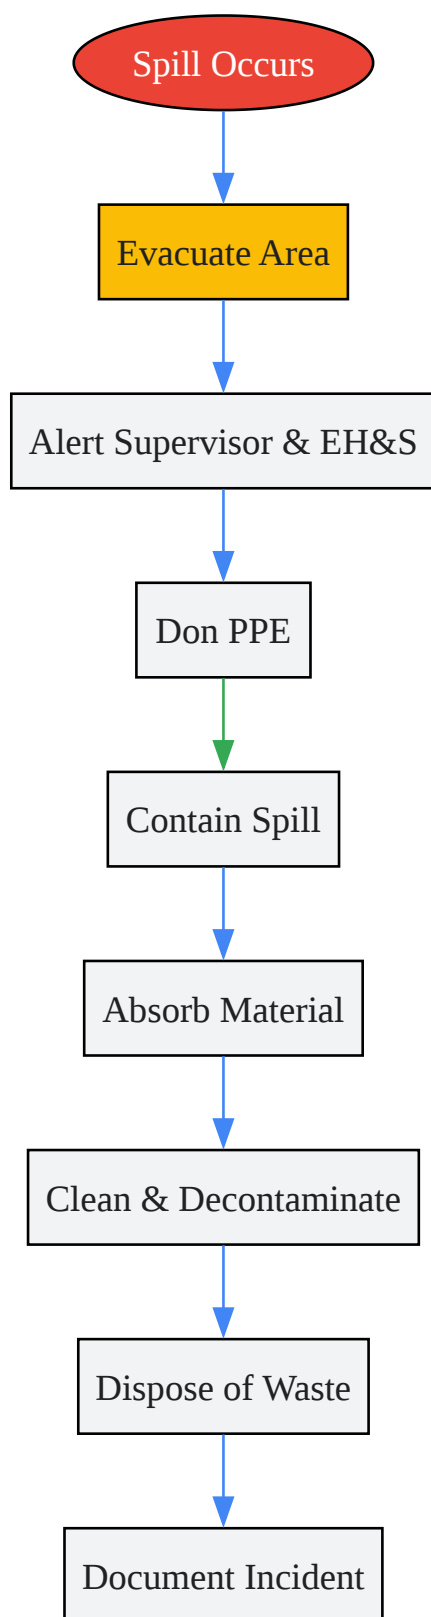 Spill Occurs
Evacuate Area
Alert Supervisor & EH&S
Don PPE
Contain Spill
Absorb Material
Clean & Decontaminate
Dispose of Waste
Document Incident